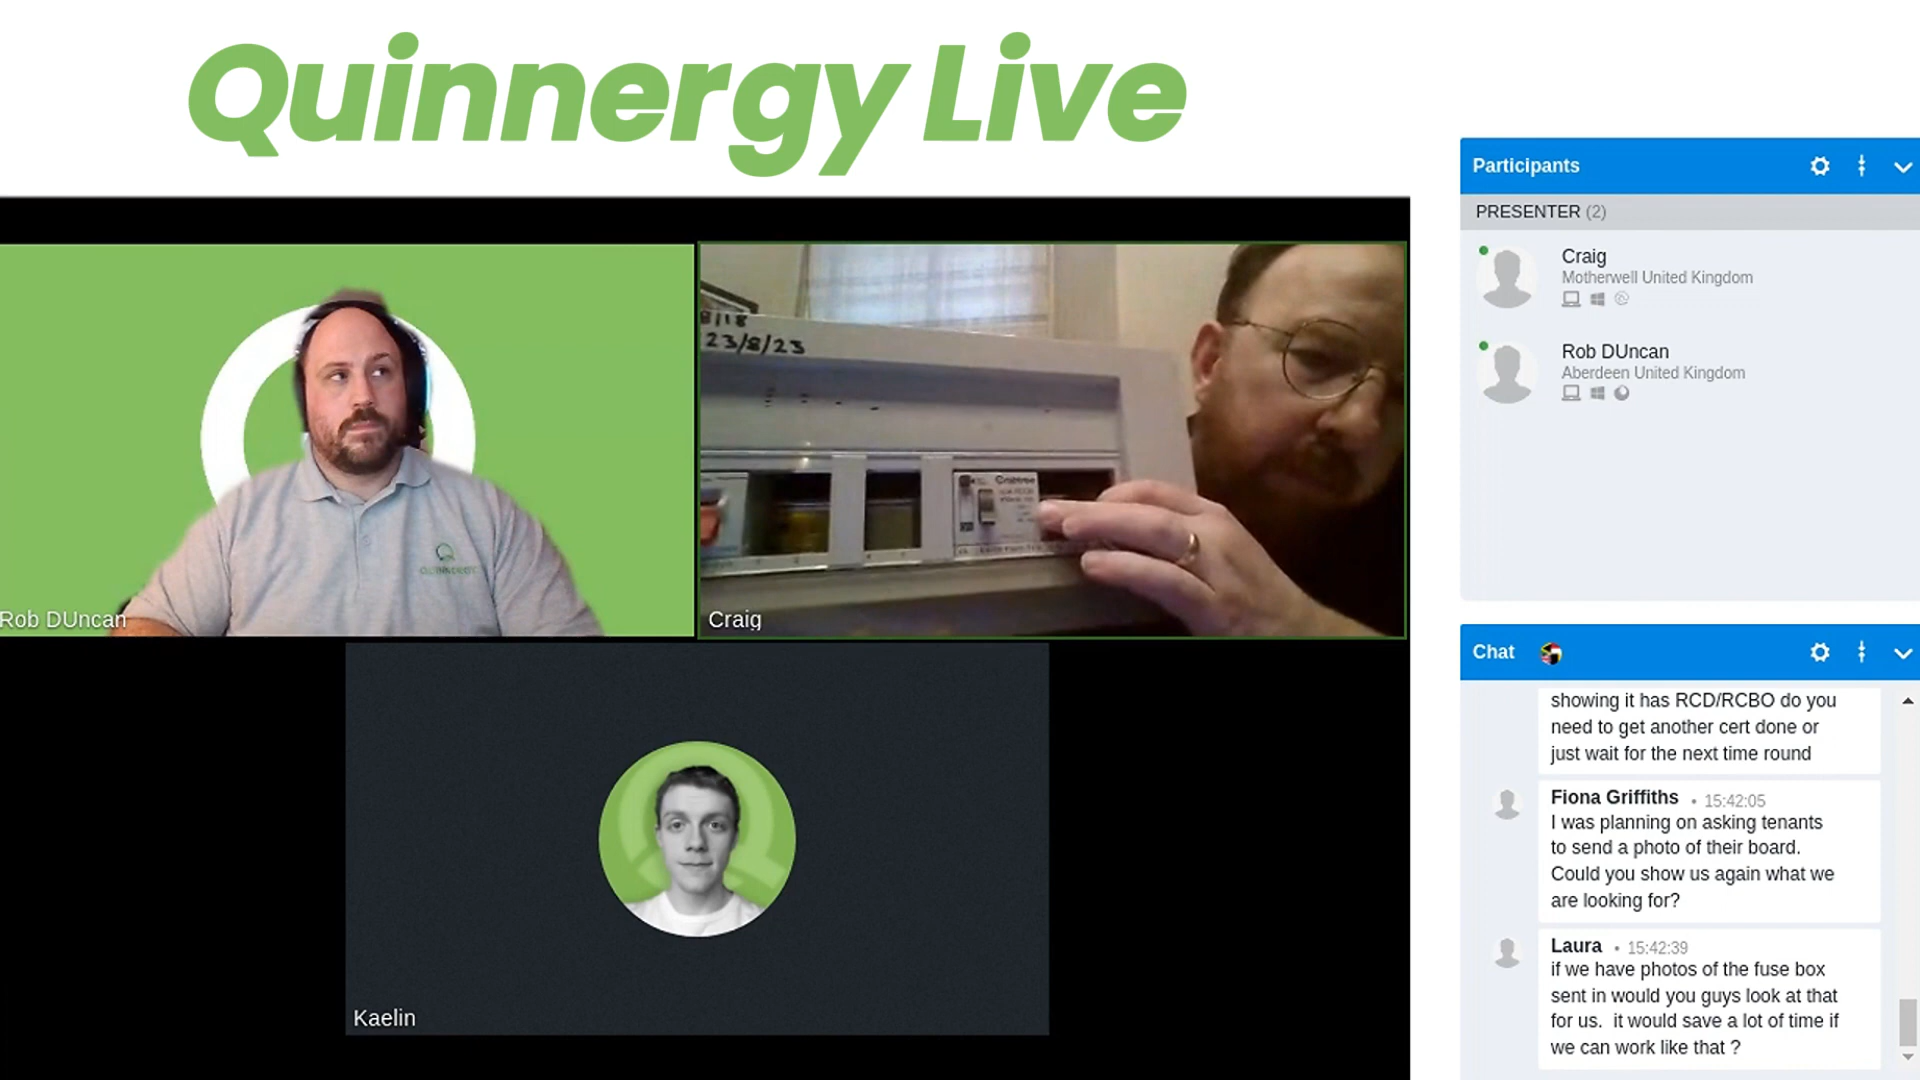 Quinnergy Live
Participants
PRESENTER (2)
Craig
Motherwell United Kingdom
Rob DUncan
Aberdeen United Kingdom
8/18
23/8/23
Crabtree
Rob DUncan
Craig
Kaelin
Chat
showing it has RCD/RCBO do you
need to get another cert done or
just wait for the next time round
Fiona Griffiths • 15:42:05
I was planning on asking tenants
to send a photo of their board.
Could you show us again what we
are looking for?
Laura • 15:42:39
if we have photos of the fuse box
sent in would you guys look at that
for us. it would save a lot of time if
we can work like that ?